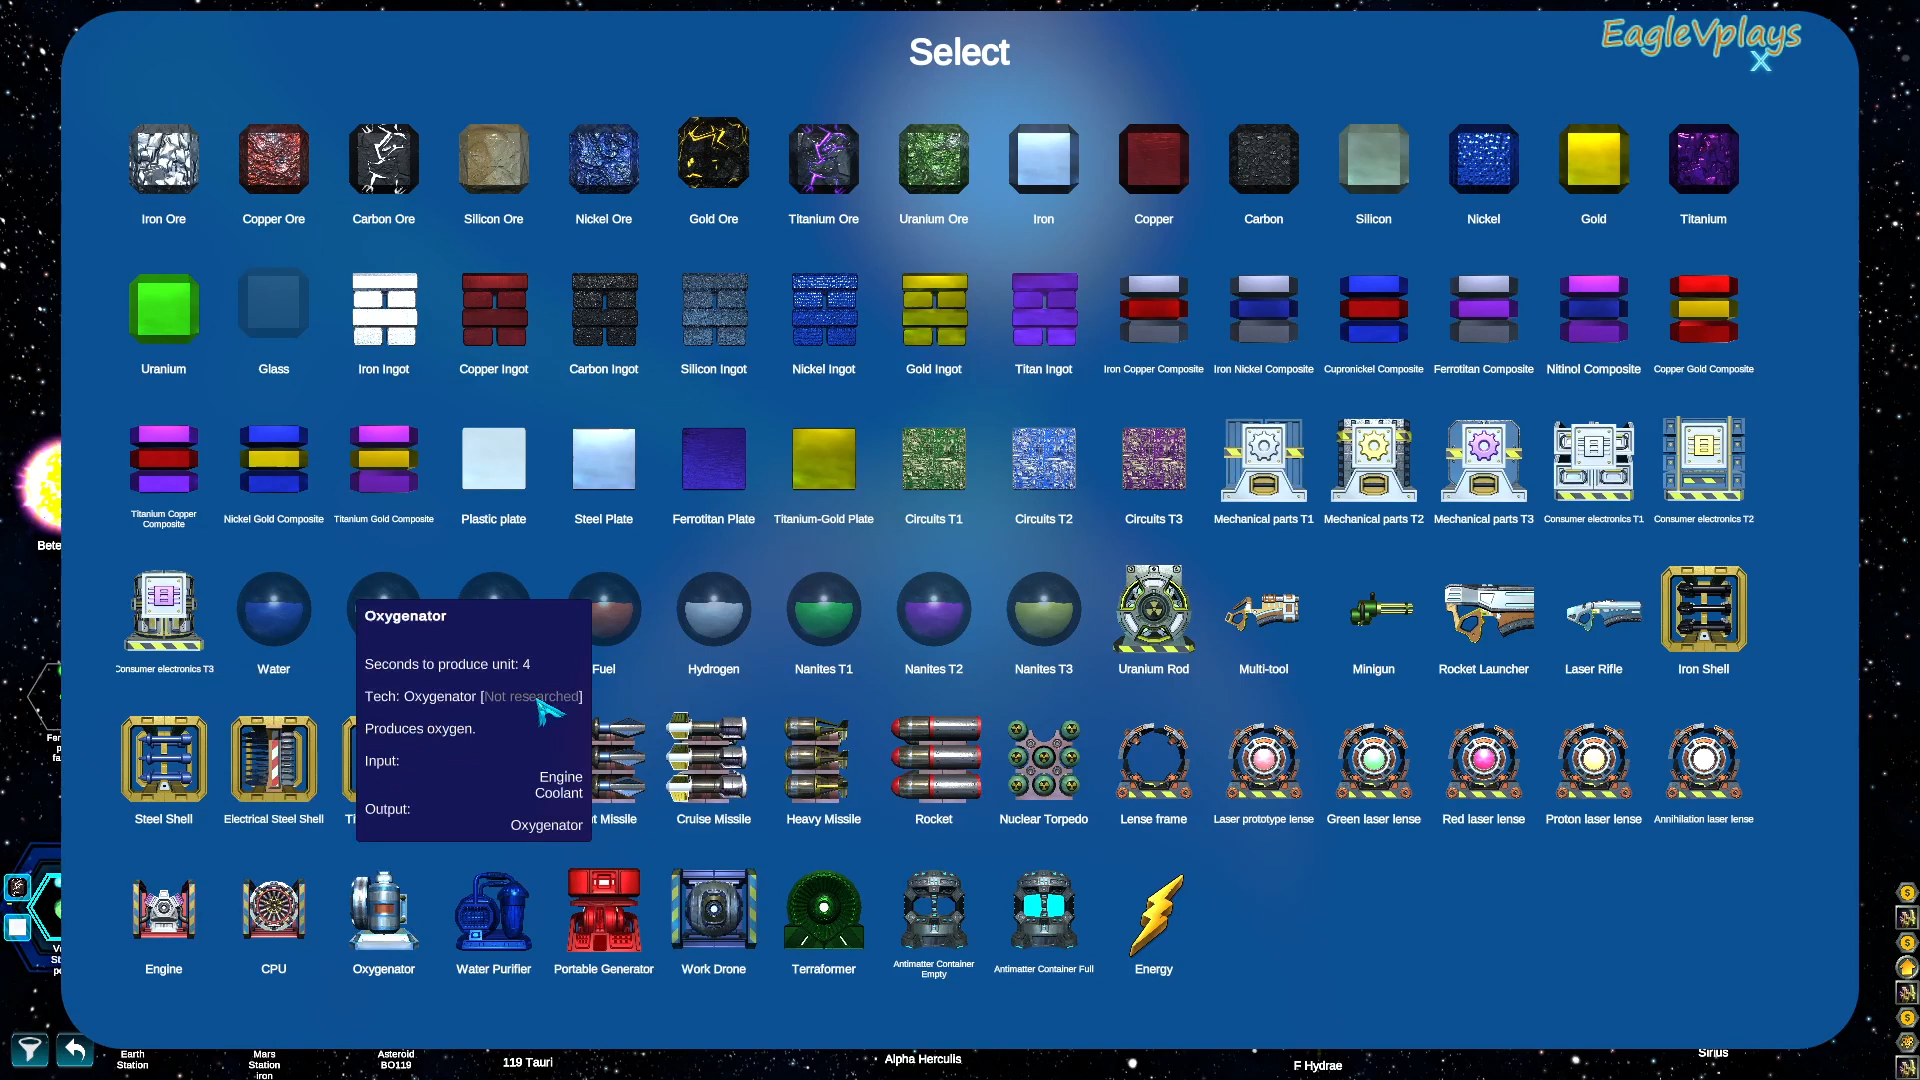 EagleVplays
Select
X
Iron Ore
Copper Ore
Carbon Ore
Silicon Ore
Nickel Ore
Gold Ore
Titanium Ore
Uranium Ore
Iron
Copper
Carbon
Silicon
Nickel
Gold
Titanium
Uranium
Glass
Iron Ingot
Copper Ingot
Carbon Ingot
Silicon Ingot
Nickel Ingot
Gold Ingot
Titan Ingot
Iron Copper Composite
Iron Nickel Composite
Cupronickel Composite
Ferrotitan Composite
Nitinol Composite
Copper Gold Composite
Titanium Copper
Composite
Nickel Gold Composite
Titanium Gold Composite
Plastic plate
Steel Plate
Ferrotitan Plate
Titanium-Gold Plate
Circuits T1
Circuits T2
Circuits T3
Mechanical parts T1
Mechanical parts T2
Mechanical parts T3
Consumer electronics T1
Consumer electronics T2
Bete
Consumer electronics T3
Water
Fuel
Hydrogen
Nanites T1
Nanites T2
Nanites T3
Uranium Rod
Multi-tool
Minigun
Rocket Launcher
Laser Rifle
Iron Shell
Oxygenator
Seconds to produce unit: 4
Tech: Oxygenator [Not researched]
Produces oxygen.
Input:
Engine
Coolant
Output:
Oxygenator
Steel Shell
Electrical Steel Shell
Missile
Cruise Missile
Heavy Missile
Rocket
Nuclear Torpedo
Lense frame
Laser prototype lense
Green laser lense
Red laser lense
Proton laser lense
Annihilation laser lense
Engine
CPU
Oxygenator
Water Purifier
Portable Generator
Work Drone
Terraformer
Antimatter Container
Empty
Antimatter Container Full
Energy
Earth
Station
Mars
Station
iron
Asteroid
BO119
119 Tauri
Alpha Herculis
F Hydrae
Sirius